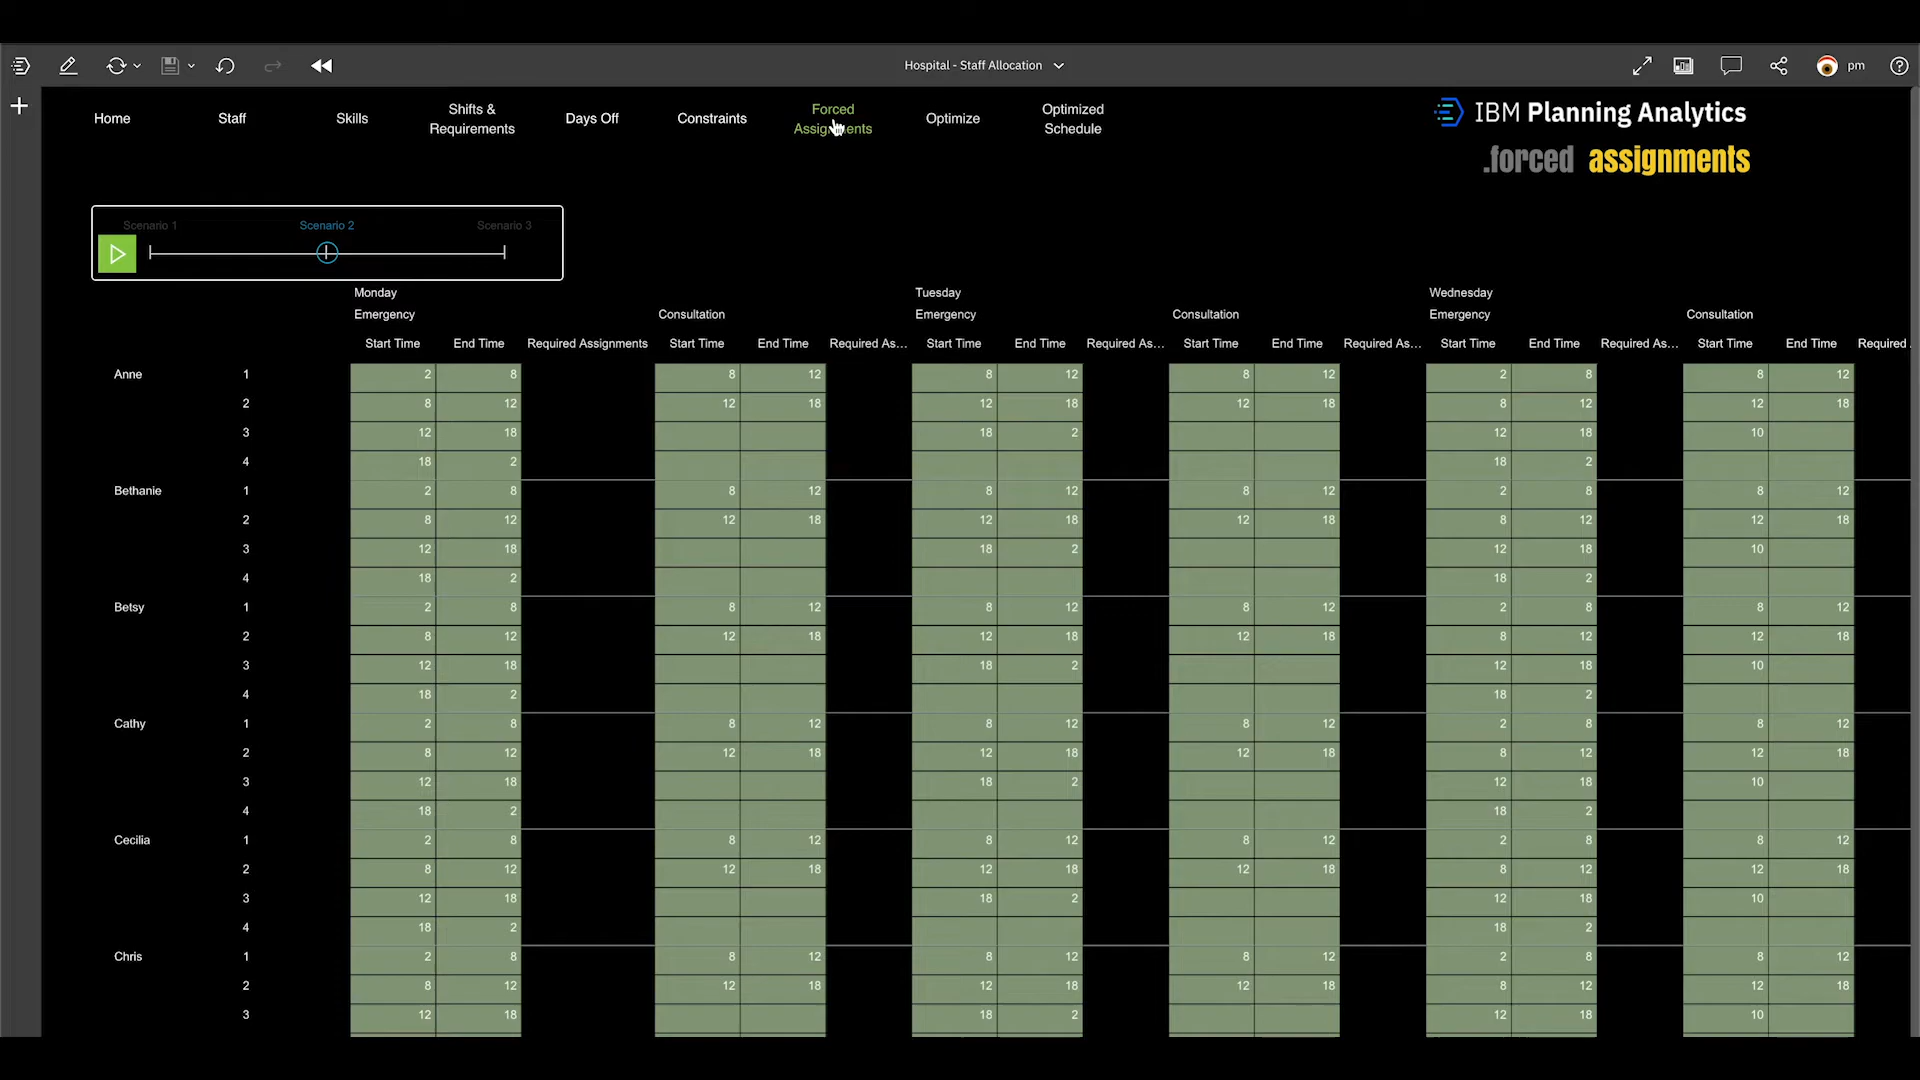 Hospital - Staff Allocation
pm
Home Staff Skills Shifts & Requirements Days Off Constraints Forced Assignments Optimize Optimized Schedule
IBM Planning Analytics
.forced assignments
Scenario 1 Scenario 2 Scenario 3
Monday Tuesday Wednesday
Emergency Consultation Emergency Consultation Emergency Consultation
Start Time End Time Required Assignments Start Time End Time Required As... Start Time End Time Required As... Start Time End Time Required As... Start Time End Time Required As... Start Time End Time Required
Anne 1 2 8 8 12 8 12 8 12 2 8 8 12
2 8 12 12 18 12 18 12 18 8 12 12 18
3 12 18 18 2 12 18 10
4 18 2 18 2
Bethanie 1 2 8 8 12 8 12 8 12 2 8 8 12
2 8 12 12 18 12 18 12 18 8 12 12 18
3 12 18 18 2 12 18 10
4 18 2 18 2
Betsy 1 2 8 8 12 8 12 8 12 2 8 8 12
2 8 12 12 18 12 18 12 18 8 12 12 18
3 12 18 18 2 12 18 10
4 18 2 18 2
Cathy 1 2 8 8 12 8 12 8 12 2 8 8 12
2 8 12 12 18 12 18 12 18 8 12 12 18
3 12 18 18 2 12 18 10
4 18 2 18 2
Cecilia 1 2 8 8 12 8 12 8 12 2 8 8 12
2 8 12 12 18 12 18 12 18 8 12 12 18
3 12 18 18 2 12 18 10
4 18 2 18 2
Chris 1 2 8 8 12 8 12 8 12 2 8 8 12
2 8 12 12 18 12 18 12 18 8 12 12 18
3 12 18 18 2 12 18 10